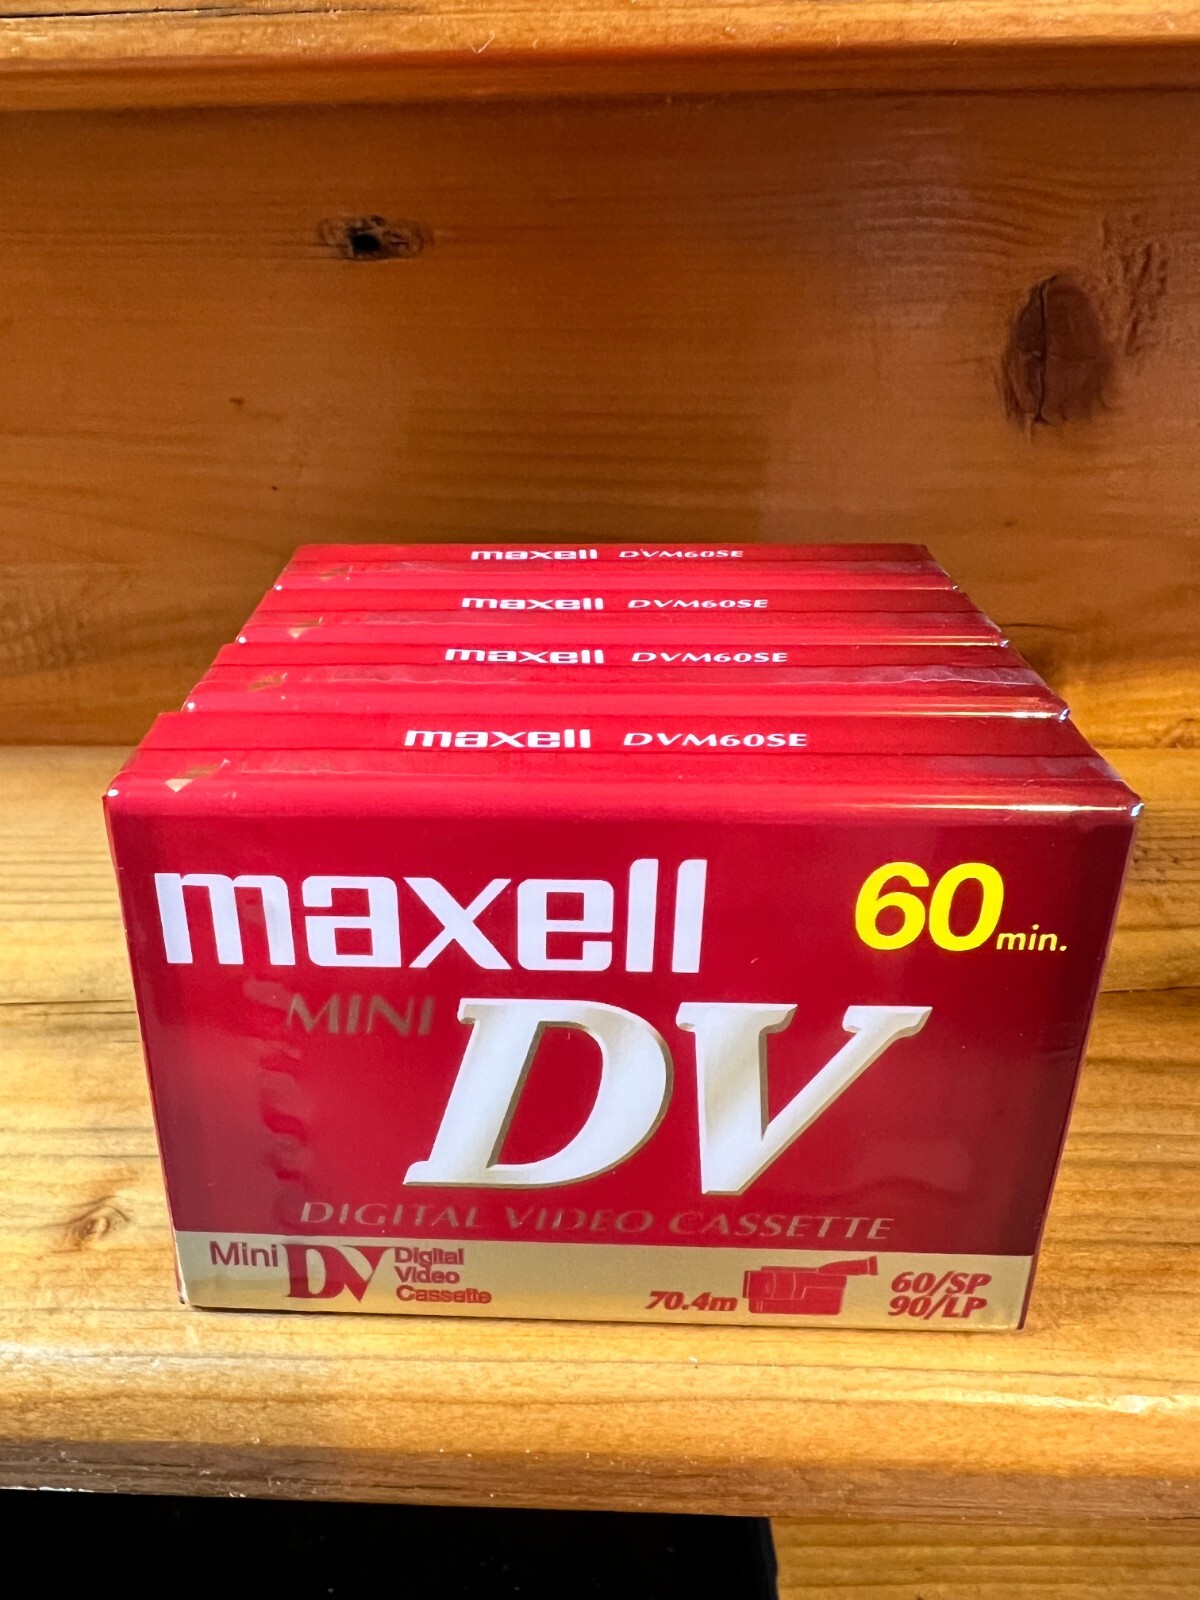 maxell DVM60SE
maxell DVM60SE
maxell DVM60SE
maxell DVM60SE
maxell 60min.
MINI DV
DIGITAL VIDEO CASSETTE
Mini DV Digital
Video
Cassette
70.4m 60/SP
90/LP